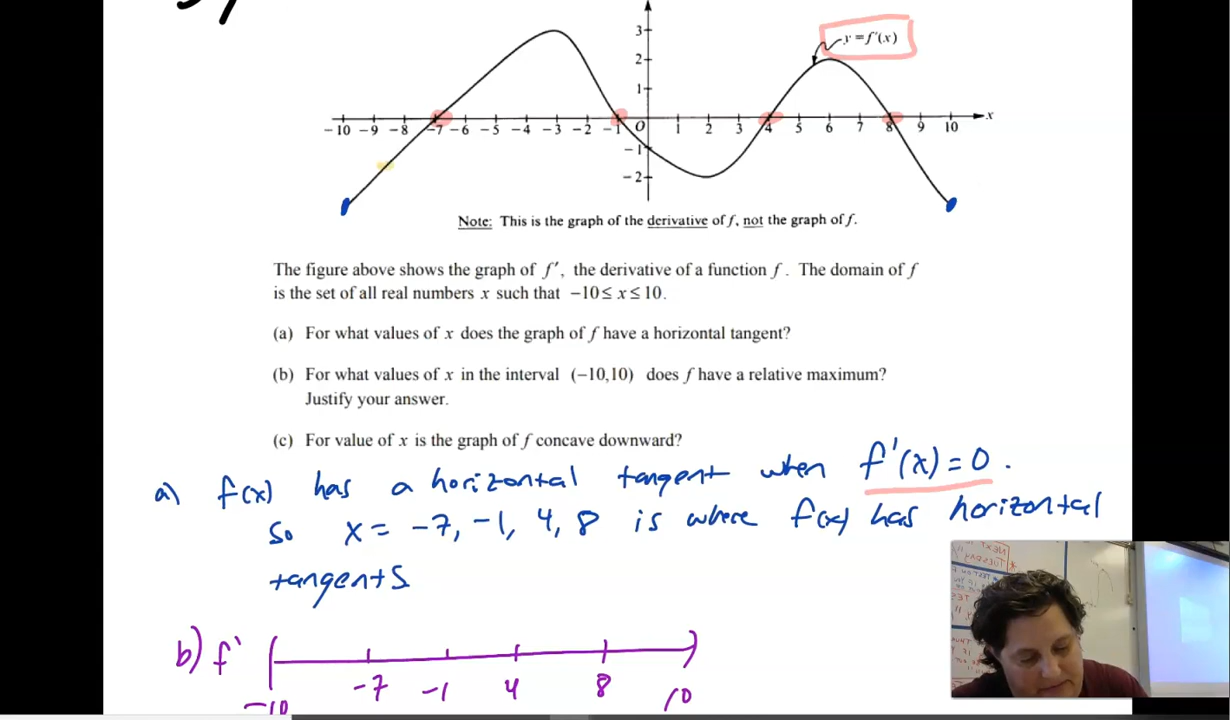 3
2
1
y = f'(x)
-10 -9 -8 -7 -6 -5 -4 -3 -2 -1 O 1 2 3 4 5 6 7 8 9 10 x
-1
-2
Note: This is the graph of the derivative of f, not the graph of f.
The figure above shows the graph of f', the derivative of a function f. The domain of f
is the set of all real numbers x such that -10 ≤ x ≤ 10.
(a) For what values of x does the graph of f have a horizontal tangent?
(b) For what values of x in the interval (-10,10) does f have a relative maximum?
Justify your answer.
(c) For value of x is the graph of f concave downward?
a) f(x) has a horizontal tangent when f'(x) = 0.
so x = -7, -1, 4, 8 is where f(x) has horizontal
tangents
b) f'
-10 -7 -1 4 8 10